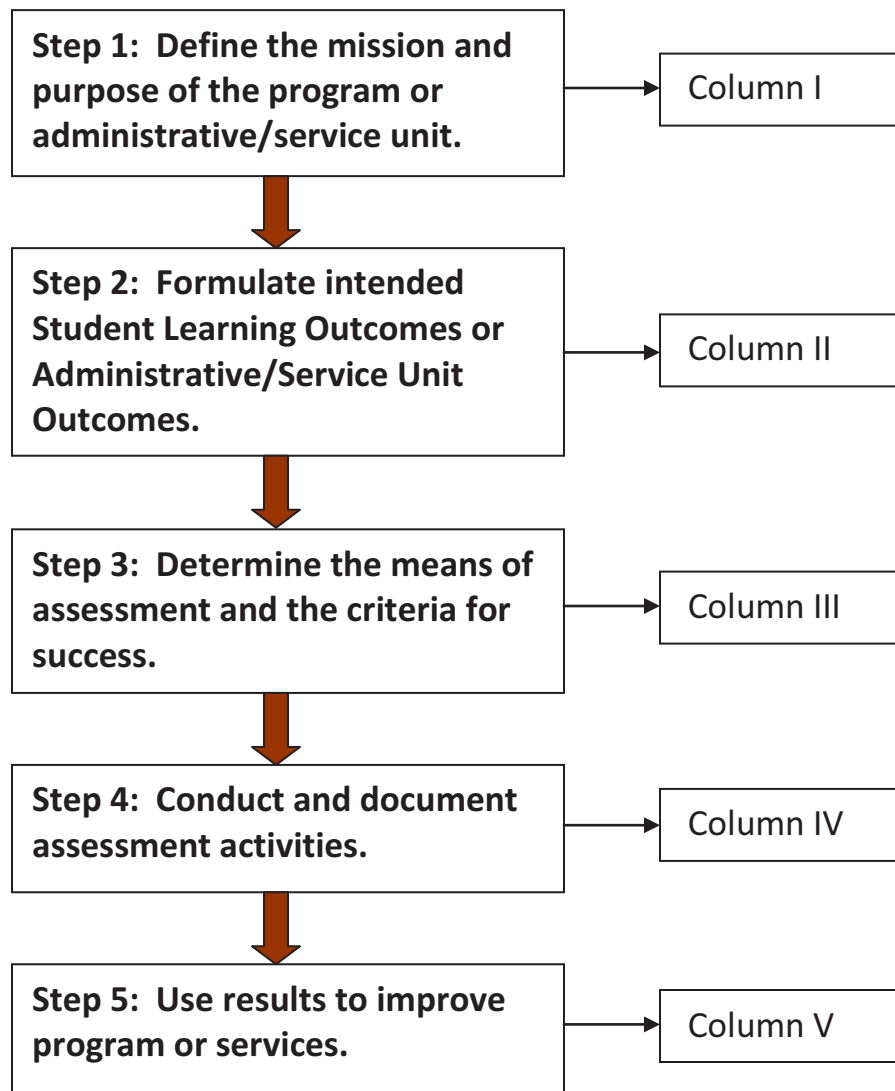 Step 1:  Define the mission and
purpose of the program or
administrative/service unit.
Column I
Step 2:  Formulate intended
Student Learning Outcomes or
Administrative/Service Unit
Outcomes.
Column II
Step 3:  Determine the means of
assessment and the criteria for
success.
Column III
Step 4:  Conduct and document
assessment activities.
Column IV
Step 5:  Use results to improve
program or services.
Column V